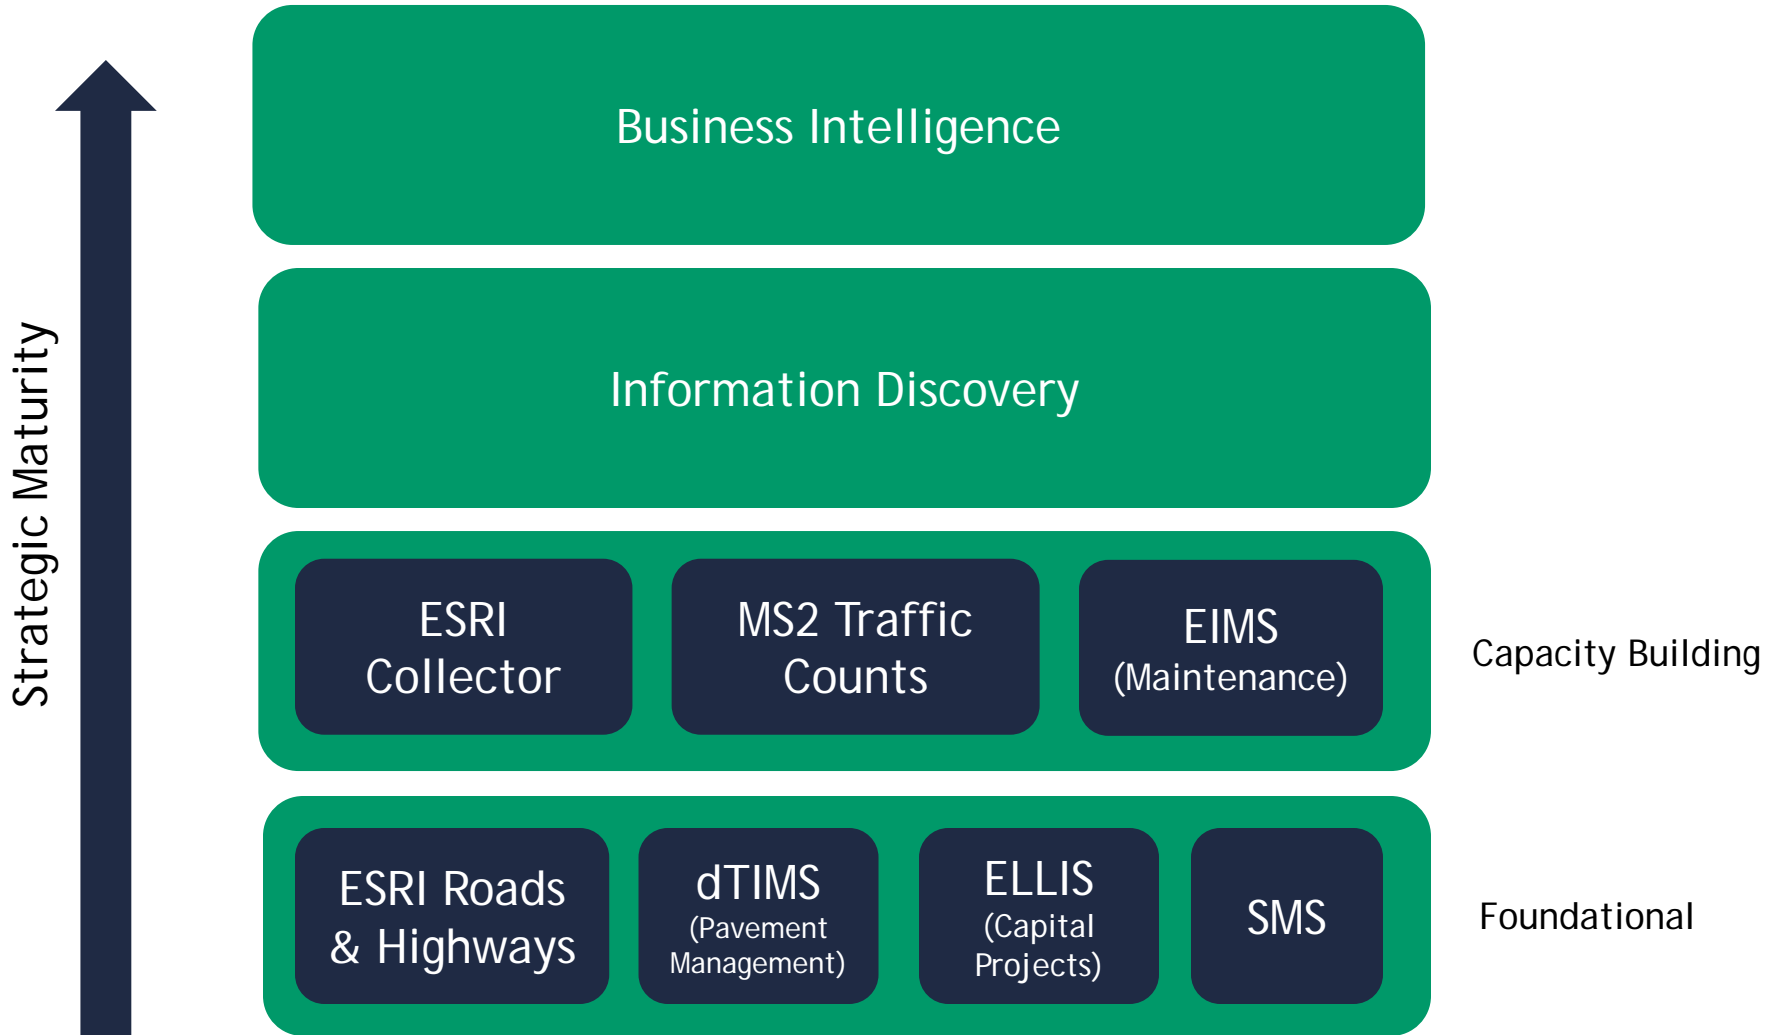 Strategic Maturity
Business Intelligence
Information Discovery
ESRI
Collector
MS2 Traffic
Counts
EIMS
(Maintenance)
Capacity Building
ESRI Roads
& Highways
dTIMS
(Pavement
Management)
ELLIS
(Capital
Projects)
SMS
Foundational